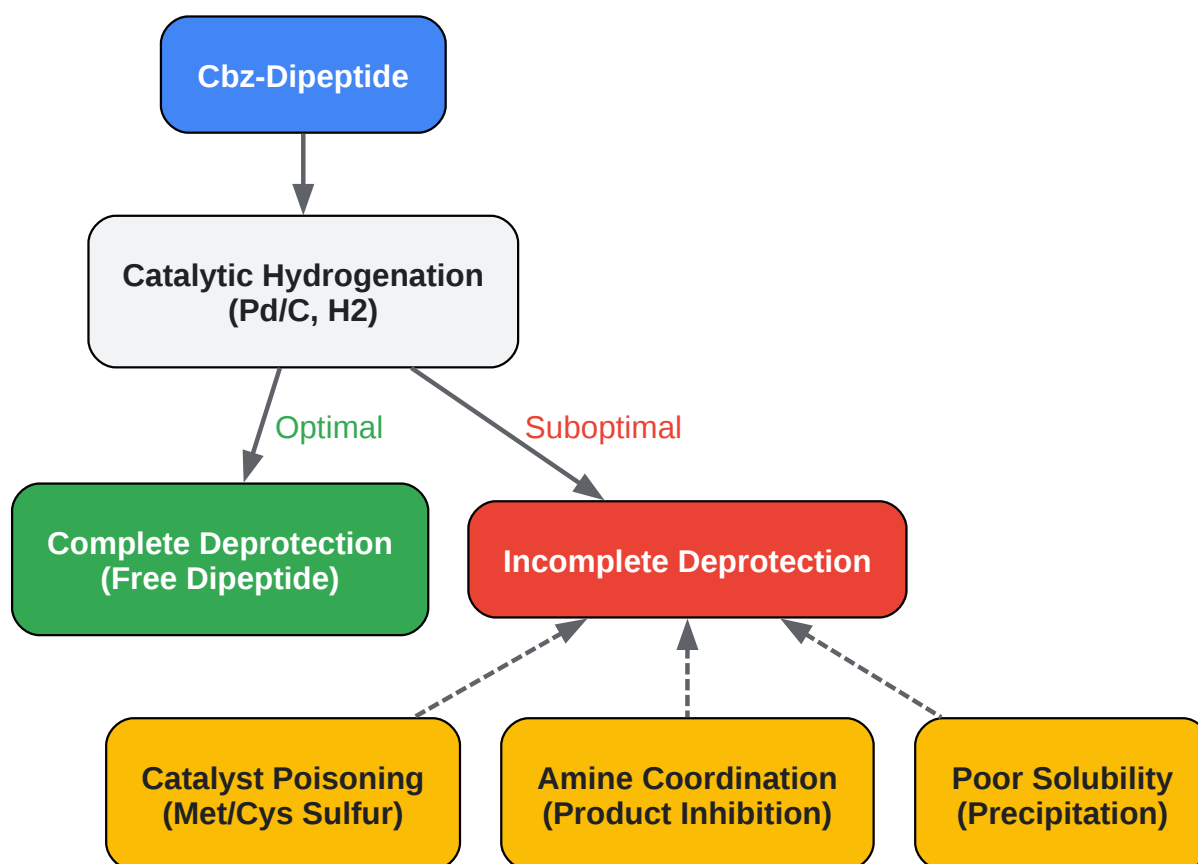 Cbz-Dipeptide
Catalytic Hydrogenation
(Pd/C, H2)
Optimal
Suboptimal
Complete Deprotection
(Free Dipeptide)
Incomplete Deprotection
Catalyst Poisoning
(Met/Cys Sulfur)
Amine Coordination
(Product Inhibition)
Poor Solubility
(Precipitation)